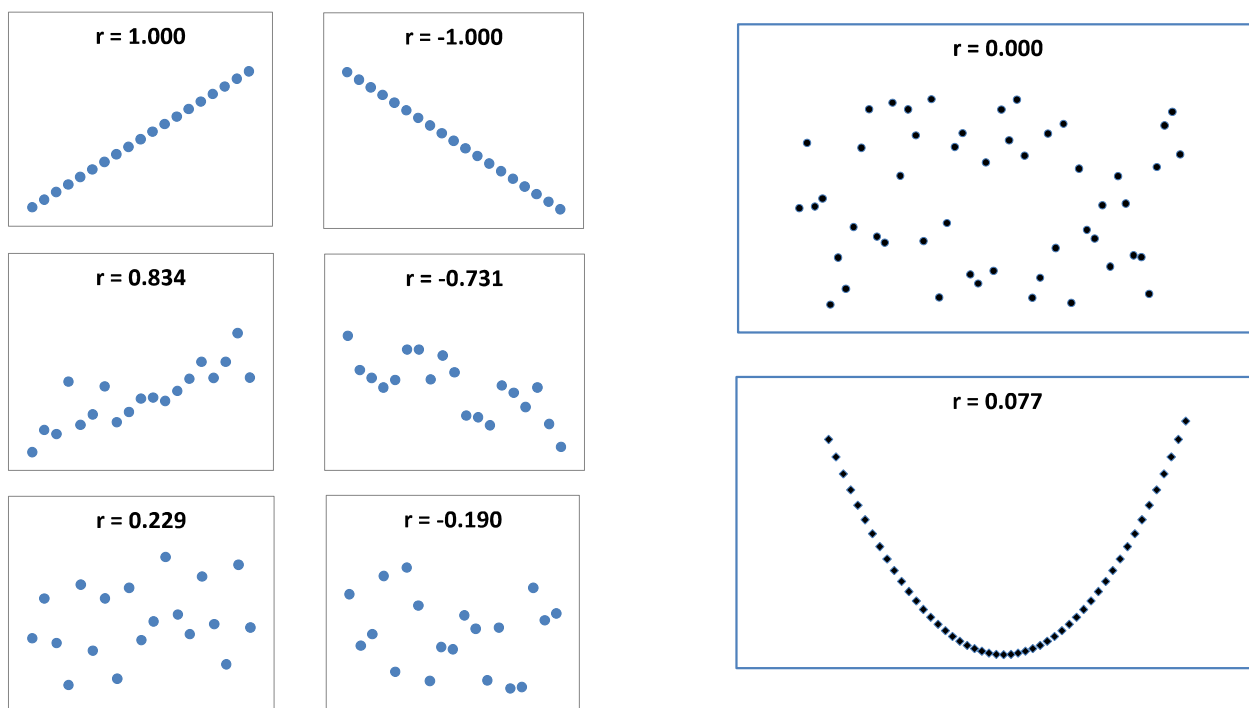 r = 1.000
r = -1.000
r = 0.000
r = 0.834
r = -0.731
r = 0.077
r = 0.229
r = -0.190